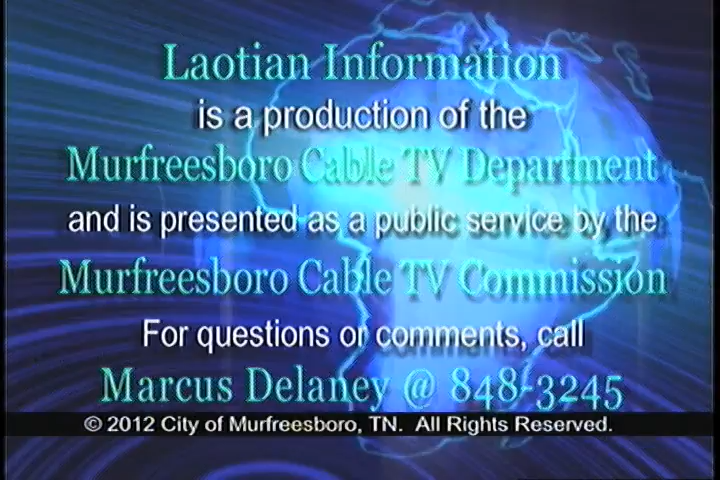 Laotian Information
is a production of the
Murfreesboro Cable TV Department
and is presented as a public service by the
Murfreesboro Cable TV Commission
For questions or comments, call
Marcus Delaney @ 848-3245
© 2012 City of Murfreesboro, TN. All Rights Reserved.